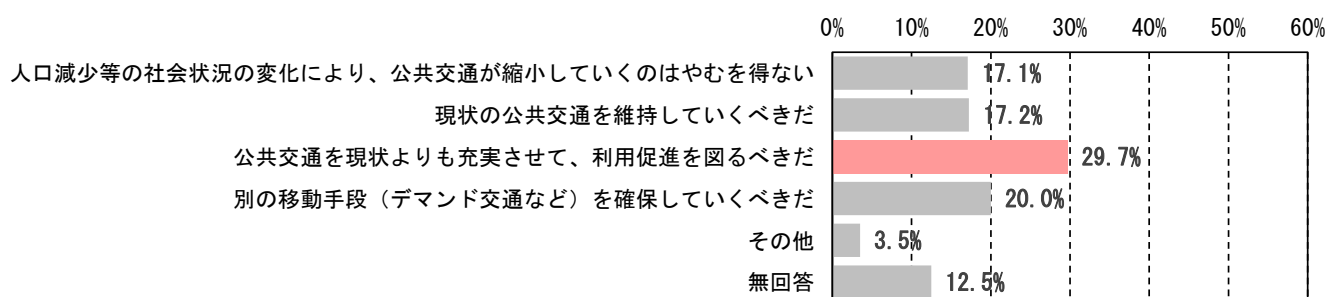 0% 10% 20% 30% 40% 50% 60%
人口減少等の社会状況の変化により、公共交通が縮小していくのはやむを得ない 17.1%
現状の公共交通を維持していくべきだ 17.2%
公共交通を現状よりも充実させて、利用促進を図るべきだ 29.7%
別の移動手段（デマンド交通など）を確保していくべきだ 20.0%
その他 3.5%
無回答 12.5%